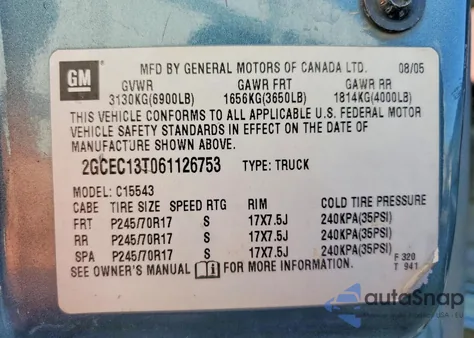 GM
MFD BY GENERAL MOTORS OF CANADA LTD. 08/05
GVWR GAWR FRT GAWR RR
3130KG(6900LB) 1656KG(3650LB) 1814KG(4000LB)
THIS VEHICLE CONFORMS TO ALL APPLICABLE U.S. FEDERAL MOTOR
VEHICLE SAFETY STANDARDS IN EFFECT ON THE DATE OF
MANUFACTURE SHOWN ABOVE.
2GCEC13T061126753 TYPE: TRUCK
MODEL: C15543
CABE TIRE SIZE SPEED RTG RIM COLD TIRE PRESSURE
FRT P245/70R17 S 17X7.5J 240KPA(35PSI)
RR P245/70R17 S 17X7.5J 240KPA(35PSI)
SPA P245/70R17 S 17X7.5J 240KPA(35PSI)
SEE OWNER'S MANUAL FOR MORE INFORMATION. F 320
T 941
autaSnap